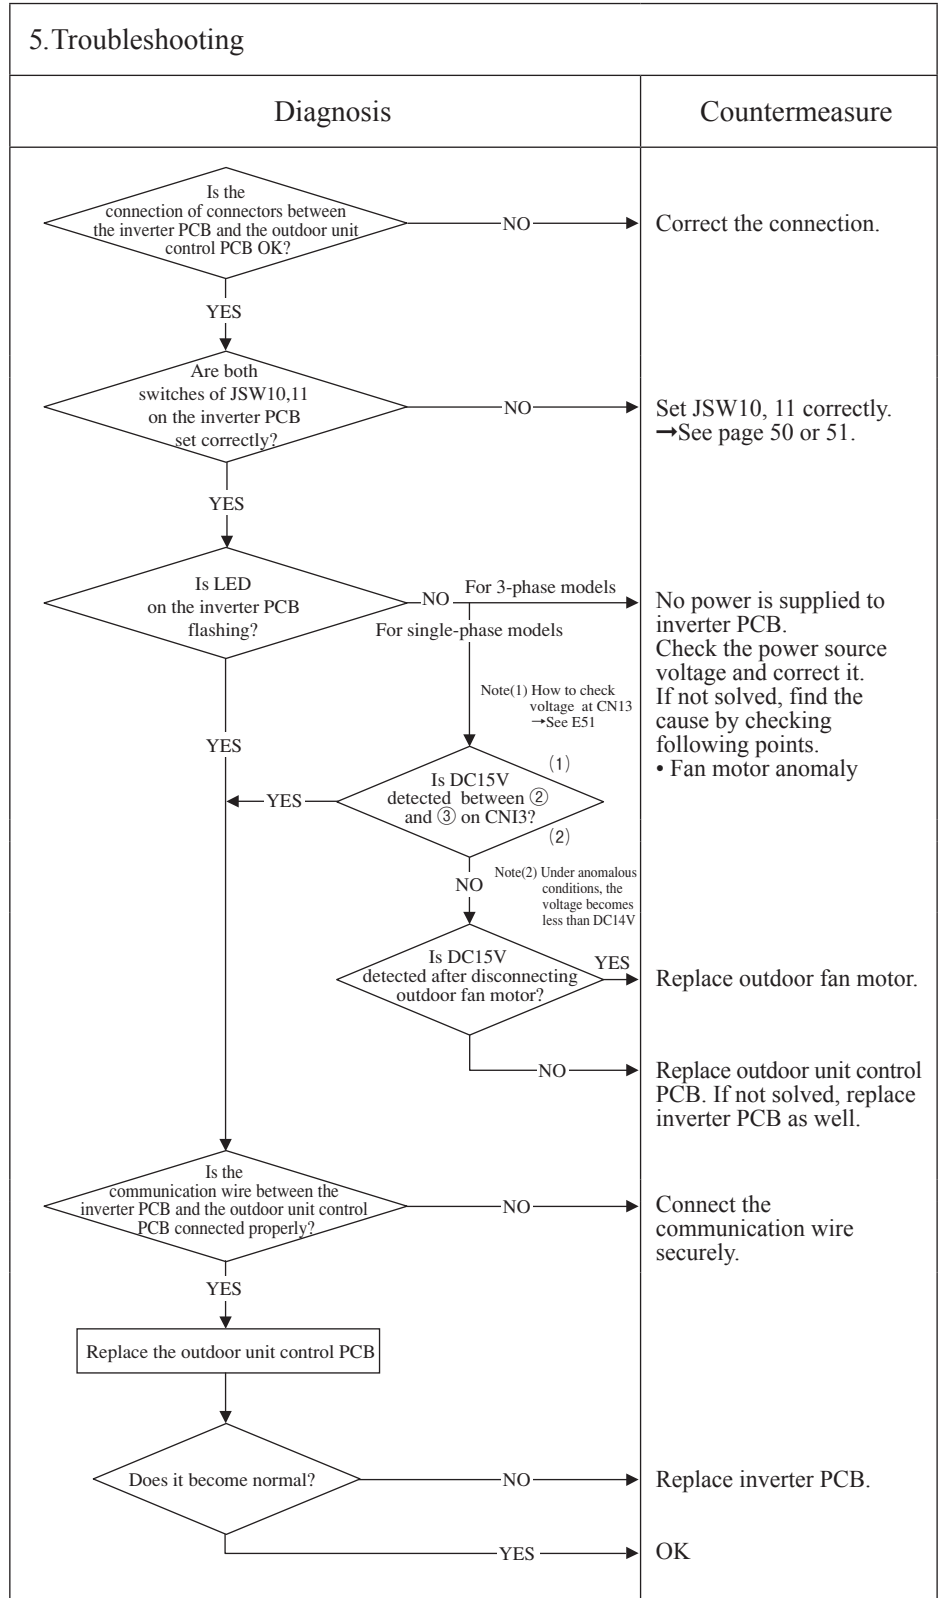 5.Troubleshooting
Diagnosis
Countermeasure
Is the
connection of connectors between
the inverter PCB and the outdoor unit
control PCB OK?
NO
Correct the connection.
YES
Are both
switches of JSW10,11
on the inverter PCB
set correctly?
NO
Set JSW10, 11 correctly.
→See page 50 or 51.
YES
Is LED
on the inverter PCB
flashing?
NO
For 3-phase models
For single-phase models
No power is supplied to
inverter PCB.
Check the power source
voltage and correct it.
If not solved, find the
cause by checking
following points.
• Fan motor anomaly
Note(1) How to check
voltage at CN13
→See E51
YES
(1)
Is DC15V
detected between ②
and ③ on CNI3?
(2)
YES
NO
Note(2) Under anomalous
conditions, the
voltage becomes
less than DC14V
Is DC15V
detected after disconnecting
outdoor fan motor?
YES
Replace outdoor fan motor.
NO
Replace outdoor unit control
PCB. If not solved, replace
inverter PCB as well.
Is the
communication wire between the
inverter PCB and the outdoor unit control
PCB connected properly?
NO
Connect the
communication wire
securely.
YES
Replace the outdoor unit control PCB
Does it become normal?
NO
Replace inverter PCB.
YES
OK